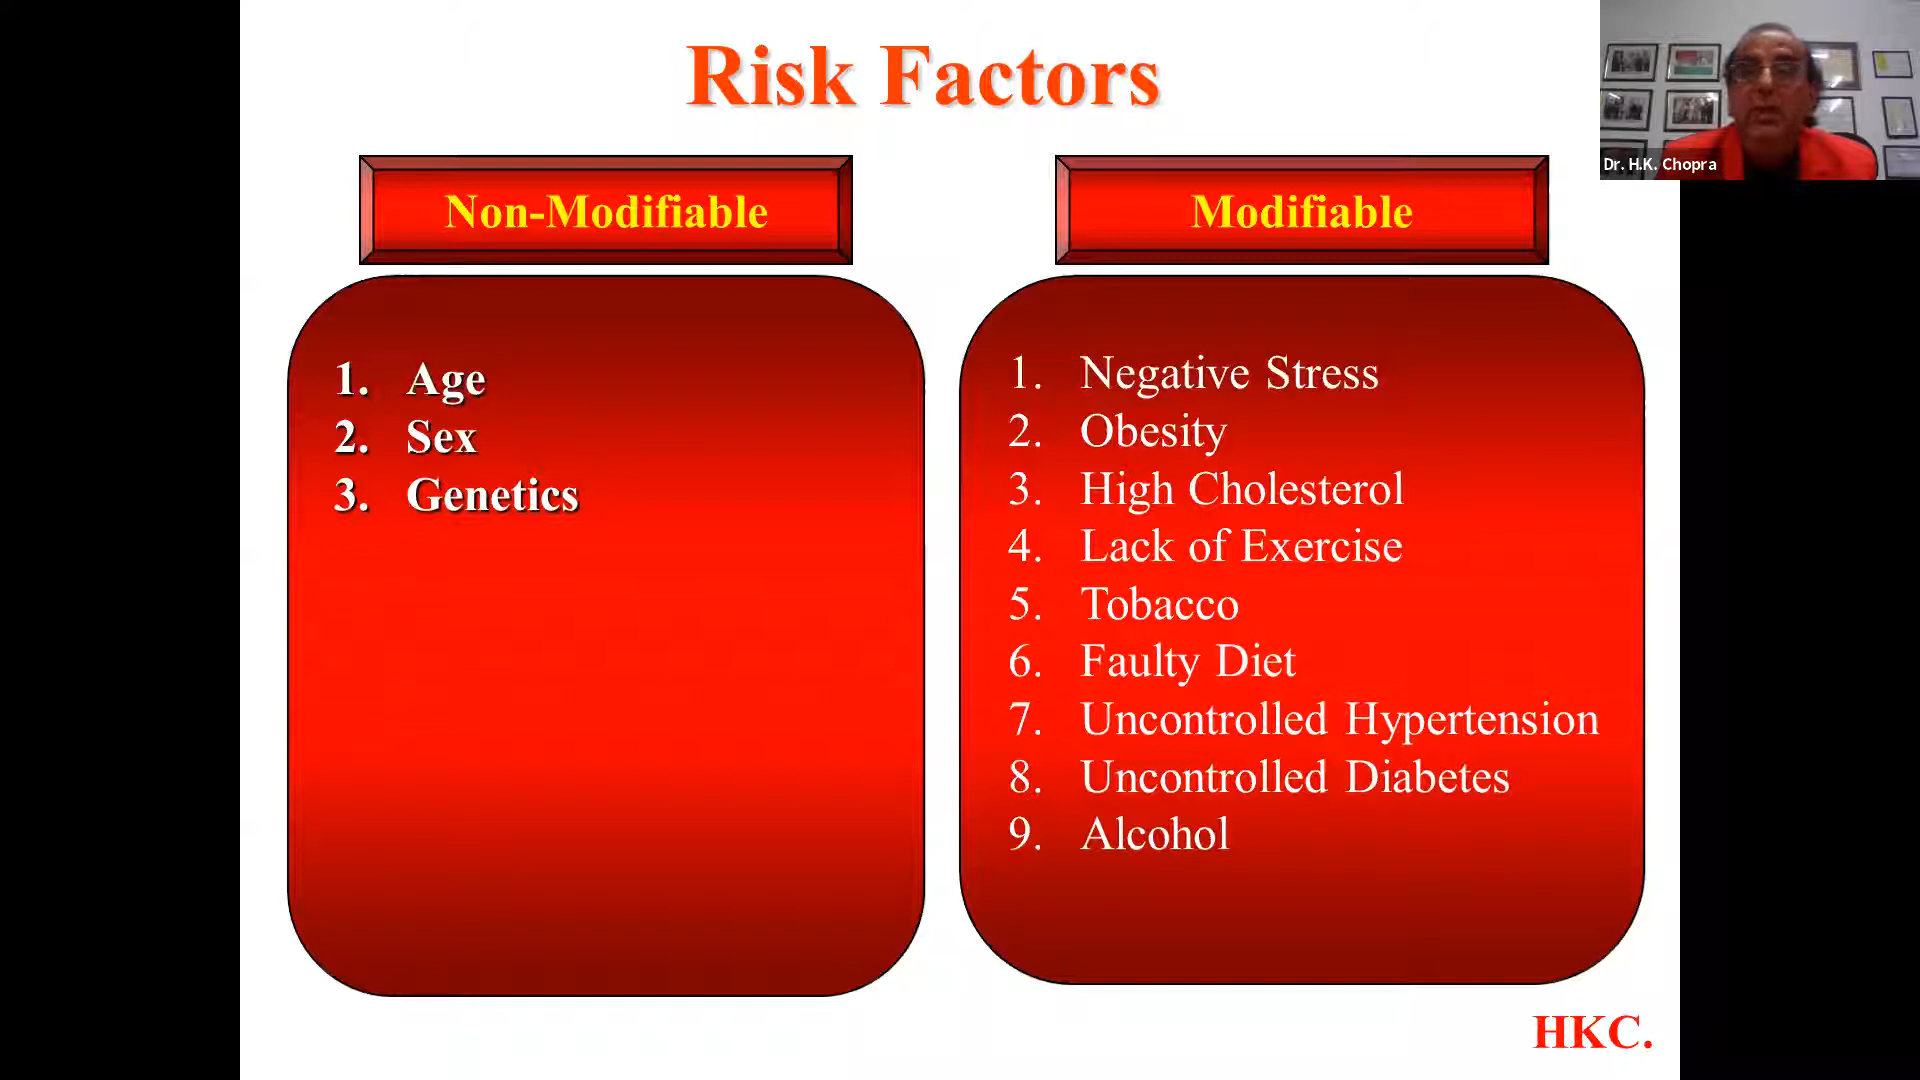 Risk Factors
Dr. H.K. Chopra
Non-Modifiable
1. Age
2. Sex
3. Genetics
Modifiable
1. Negative Stress
2. Obesity
3. High Cholesterol
4. Lack of Exercise
5. Tobacco
6. Faulty Diet
7. Uncontrolled Hypertension
8. Uncontrolled Diabetes
9. Alcohol
HKC.